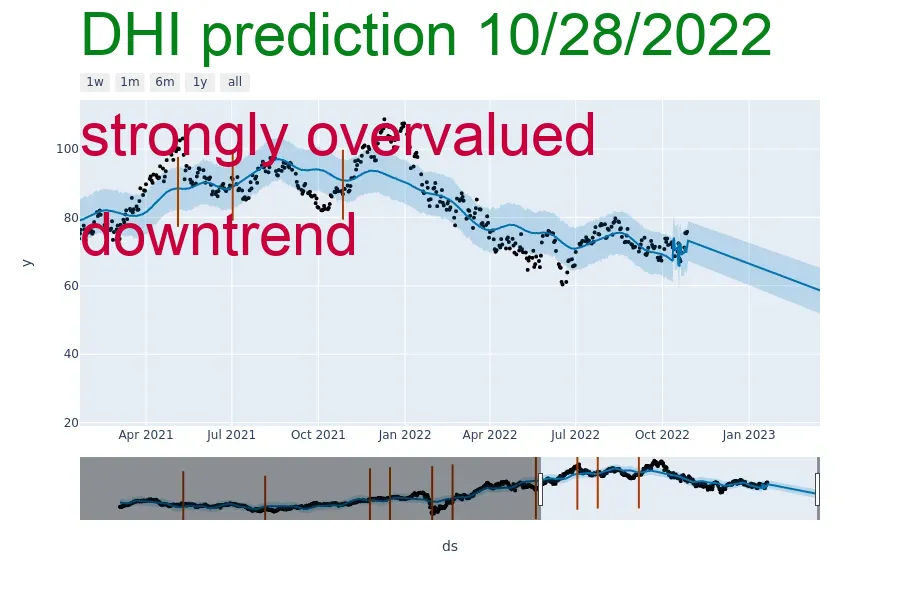 DHI prediction 10/28/2022
1w 1m 6m 1y all
strongly overvalued
100
80
downtrend
y
60
40
20
Apr 2021 Jul 2021 Oct 2021 Jan 2022 Apr 2022 Jul 2022 Oct 2022 Jan 2023
ds